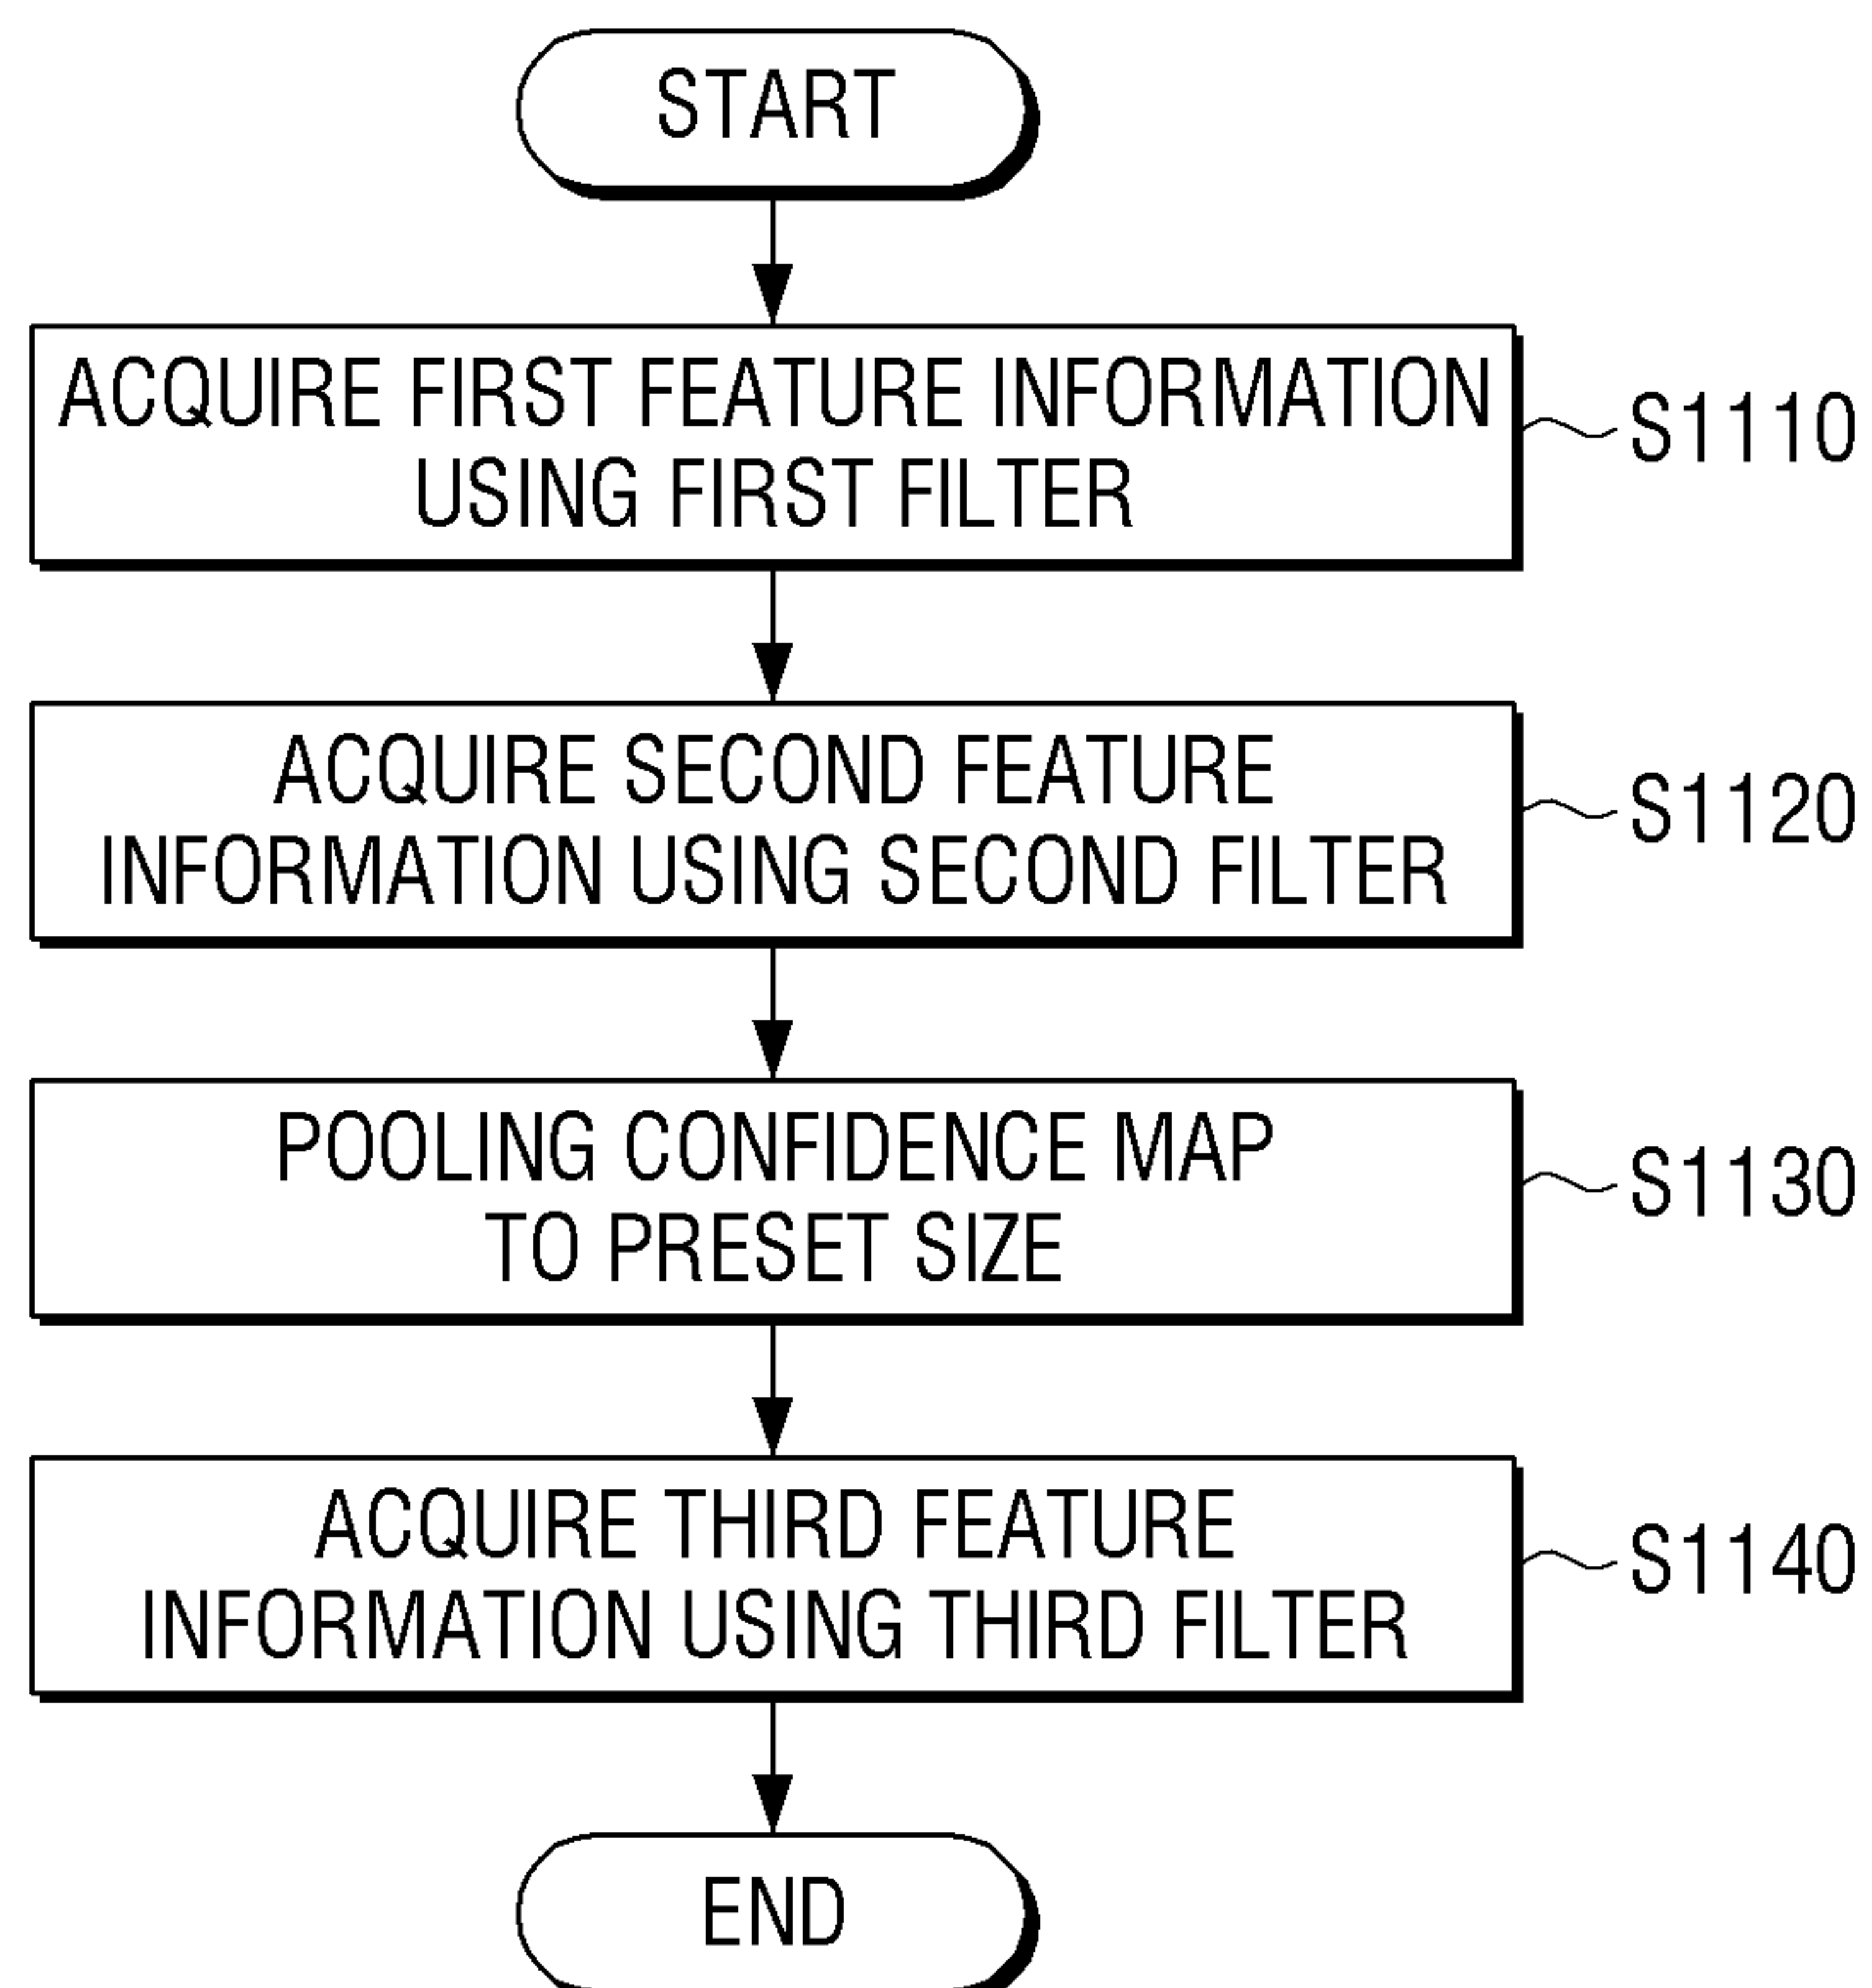 START
ACQUIRE FIRST FEATURE INFORMATION
USING FIRST FILTER
S1110
ACQUIRE SECOND FEATURE
INFORMATION USING SECOND FILTER
S1120
POOLING CONFIDENCE MAP
TO PRESET SIZE
S1130
ACQUIRE THIRD FEATURE
INFORMATION USING THIRD FILTER
S1140
END